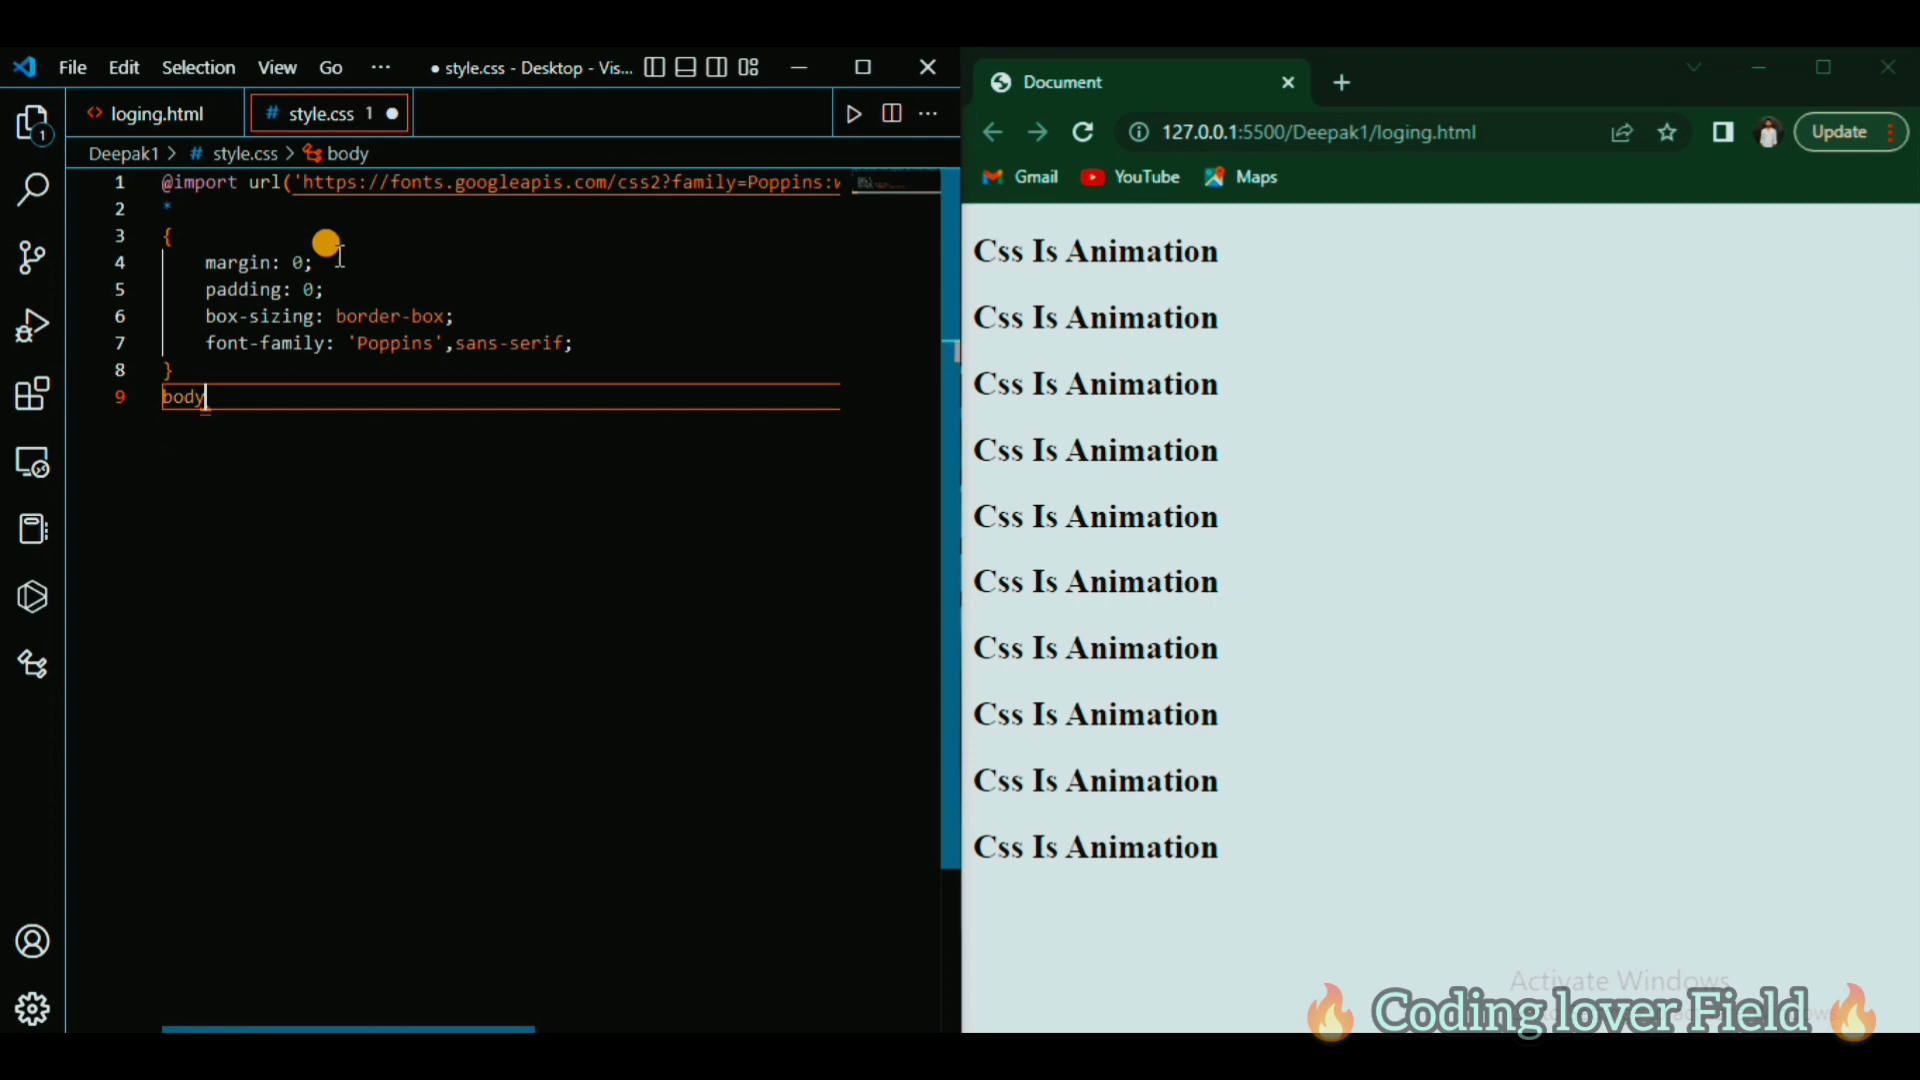 File Edit Selection View Go ··· ● style.css - Desktop - Vis...
loging.html # style.css 1 ●
Deepak1 > # style.css > body
1 @import url('https://fonts.googleapis.com/css2?family=Poppins:w
2 *
3 {
4 margin: 0;
5 padding: 0;
6 box-sizing: border-box;
7 font-family: 'Poppins',sans-serif;
8 }
9 body
1
Document
127.0.0.1:5500/Deepak1/loging.html
Update
Gmail YouTube Maps
Css Is Animation
Css Is Animation
Css Is Animation
Css Is Animation
Css Is Animation
Css Is Animation
Css Is Animation
Css Is Animation
Css Is Animation
Css Is Animation
Activate Windows
🔥 Coding lover Field 🔥